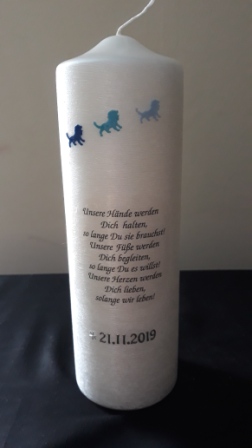 Unsere Hände werden
Dich halten,
so lange Du sie brauchst!
Unsere Füße werden
Dich begleiten,
so lange Du es willst!
Unsere Herzen werden
Dich lieben,
solange wir leben!
* 21.11.2019